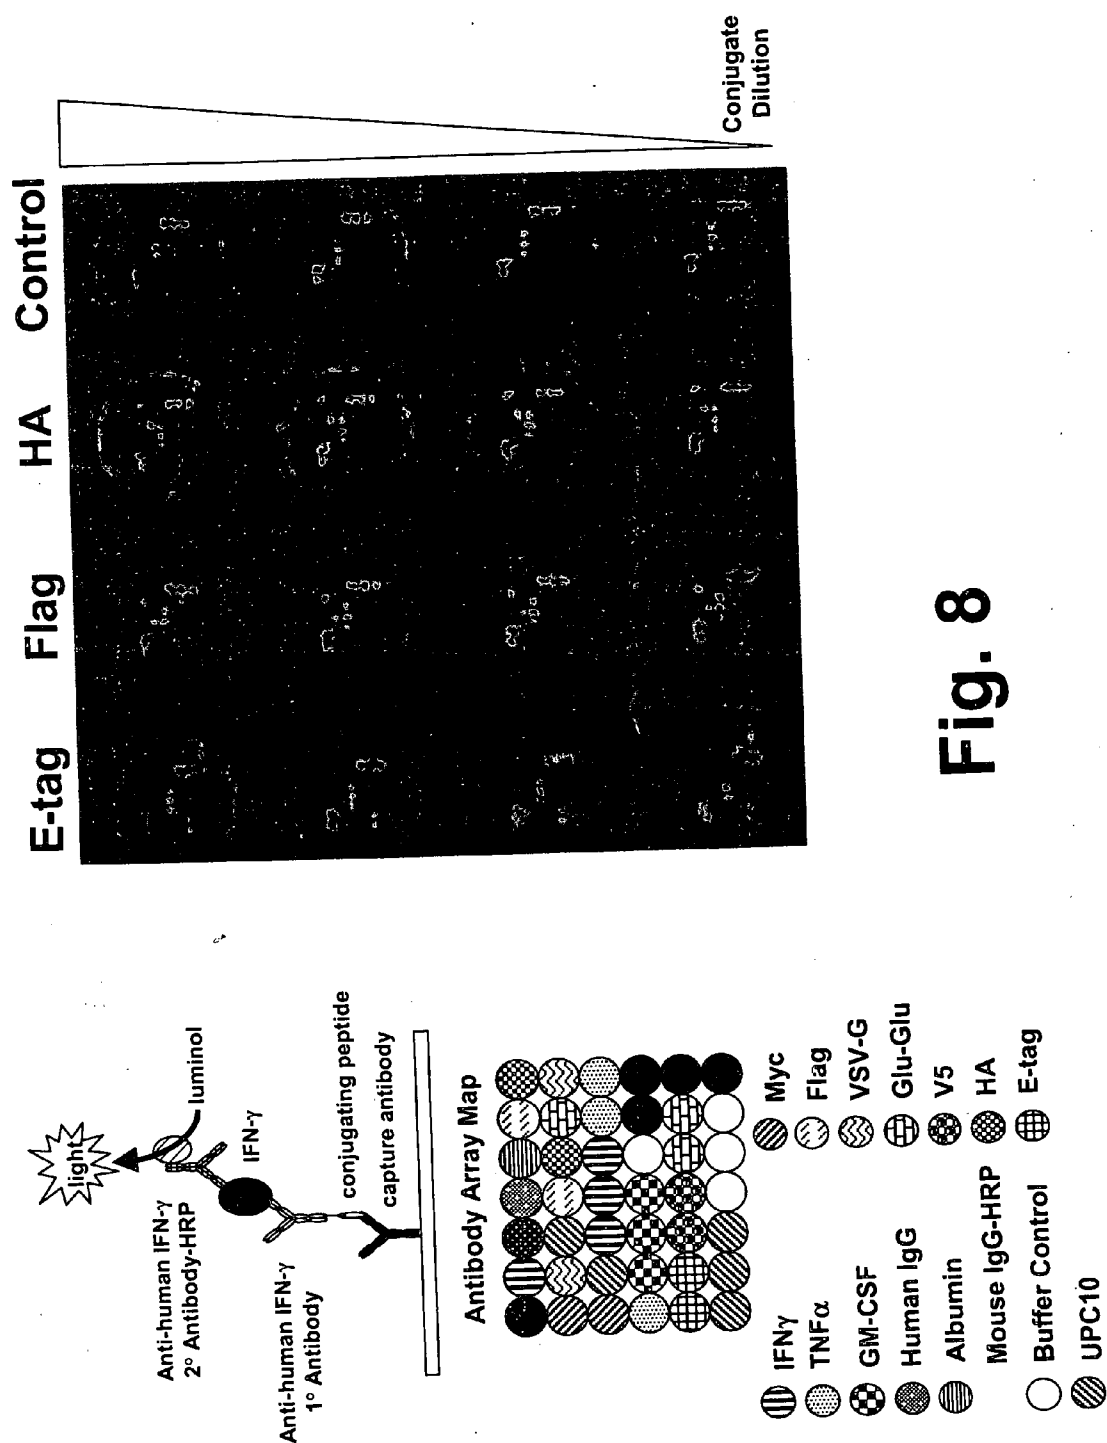 E-tag
Flag
HA
Control
Conjugate
Dilution
light
luminol
Anti-human IFN-γ
2° Antibody-HRP
IFN-γ
Anti-human IFN-γ
1° Antibody
conjugating peptide
capture antibody
Antibody Array Map
IFNγ
TNFα
GM-CSF
Human IgG
Albumin
Mouse IgG-HRP
Buffer Control
UPC10
Myc
Flag
VSV-G
Glu-Glu
V5
HA
E-tag
Fig. 8